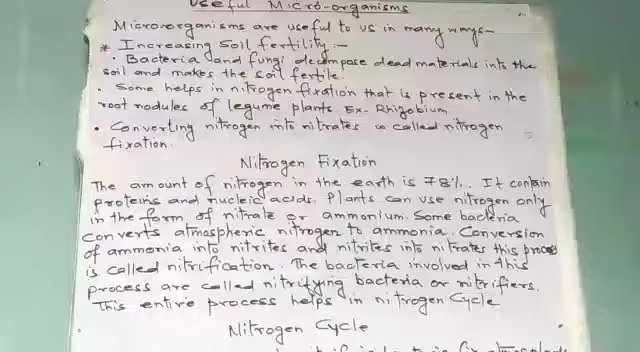 Useful Micro-organisms
Micro-organisms are useful to us in many ways-
* Increasing Soil fertility :-
• Bacteria and fungi decompose dead materials into the
soil and makes the soil fertile.
• Some helps in nitrogen fixation that is present in the
root nodules of legume plants. Ex- Rhizobium
• Converting nitrogen into nitrates is called nitrogen
fixation.
Nitrogen Fixation
The amount of nitrogen in the earth is 78%. It contain
proteins and nucleic acids. Plants can use nitrogen only
in the form of nitrate or ammonium. Some bacteria
converts atmospheric nitrogen to ammonia. Conversion
of ammonia into nitrites and nitrites into nitrates this process
is called nitrification. The bacteria involved in this
process are called nitrifying bacteria or nitrifiers.
This entire process helps in nitrogen Cycle
Nitrogen Cycle